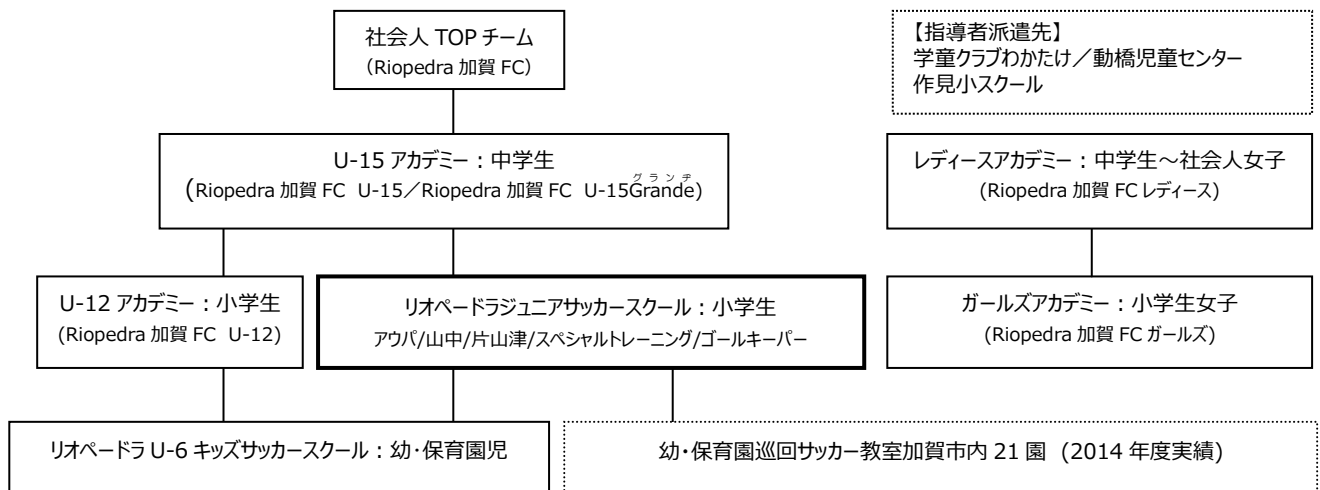 社会人 TOP チーム
(Riopedra 加賀 FC)
【指導者派遣先】
学童クラブわかたけ／動橋児童センター
作見小スクール
U-15 アカデミー：中学生
グランデ
(Riopedra 加賀 FC U-15／Riopedra 加賀 FC U-15Grande)
レディースアカデミー：中学生～社会人女子
(Riopedra 加賀 FC レディース)
U-12 アカデミー：小学生
(Riopedra 加賀 FC U-12)
リオペードラジュニアサッカースクール：小学生
アウパ/山中/片山津/スペシャルトレーニング/ゴールキーパー
ガールズアカデミー：小学生女子
(Riopedra 加賀 FC ガールズ)
リオペードラ U-6 キッズサッカースクール：幼・保育園児
幼・保育園巡回サッカー教室加賀市内 21 園 (2014 年度実績)